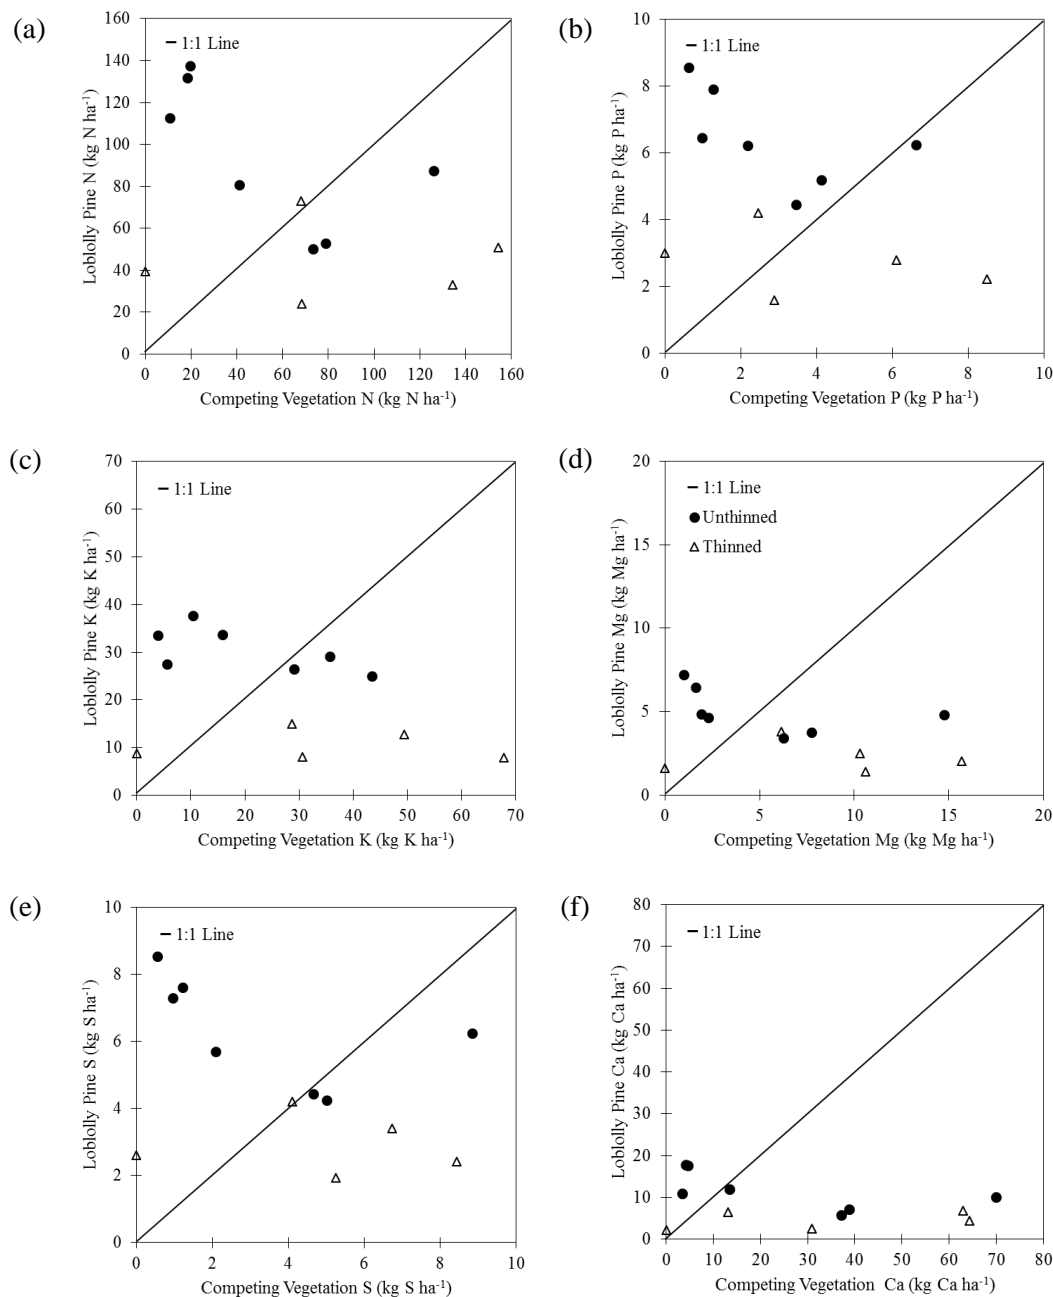 (a)
160
140
120
100
80
60
40
20
0
Loblolly Pine N (kg N ha⁻¹)
1:1 Line
0 20 40 60 80 100 120 140 160
Competing Vegetation N (kg N ha⁻¹)
(b)
10
8
6
4
2
0
Loblolly Pine P (kg P ha⁻¹)
1:1 Line
0 2 4 6 8 10
Competing Vegetation P (kg P ha⁻¹)
(c)
70
60
50
40
30
20
10
0
Loblolly Pine K (kg K ha⁻¹)
1:1 Line
0 10 20 30 40 50 60 70
Competing Vegetation K (kg K ha⁻¹)
(d)
20
15
10
5
0
Loblolly Pine Mg (kg Mg ha⁻¹)
1:1 Line
Unthinned
Thinned
0 5 10 15 20
Competing Vegetation Mg (kg Mg ha⁻¹)
(e)
10
8
6
4
2
0
Loblolly Pine S (kg S ha⁻¹)
1:1 Line
0 2 4 6 8 10
Competing Vegetation S (kg S ha⁻¹)
(f)
80
70
60
50
40
30
20
10
0
Loblolly Pine Ca (kg Ca ha⁻¹)
1:1 Line
0 10 20 30 40 50 60 70 80
Competing Vegetation Ca (kg Ca ha⁻¹)